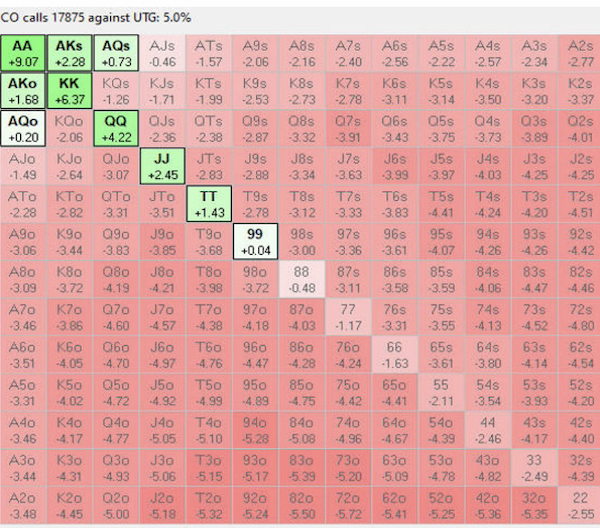 CO calls 17875 against UTG: 5.0%
AA AKs AQs AJs ATs A9s A8s A7s A6s A5s A4s A3s A2s
+9.07 +2.28 +0.73 -0.46 -1.57 -2.06 -2.16 -2.40 -2.56 -2.22 -2.57 -2.34 -2.77
AKo KK KQs KJs KTs K9s K8s K7s K6s K5s K4s K3s K2s
+1.68 +6.37 -1.26 -1.71 -1.99 -2.53 -2.73 -2.78 -3.11 -3.14 -3.50 -3.20 -3.37
AQo KQo QQ QJs QTs Q9s Q8s Q7s Q6s Q5s Q4s Q3s Q2s
+0.20 -2.06 +4.22 -2.36 -2.38 -2.87 -3.32 -3.91 -3.43 -3.75 -3.73 -3.89 -4.01
AJo KJo QJo JJ JTs J9s J8s J7s J6s J5s J4s J3s J2s
-1.49 -2.64 -3.07 +2.45 -2.83 -2.88 -3.34 -3.63 -3.99 -3.97 -4.03 -4.25 -4.25
ATo KTo QTo JTo TT T9s T8s T7s T6s T5s T4s T3s T2s
-2.28 -2.82 -3.31 -3.51 +1.43 -2.78 -3.12 -3.33 -3.83 -4.41 -4.24 -4.20 -4.51
A9o K9o Q9o J9o T9o 99 98s 97s 96s 95s 94s 93s 92s
-3.06 -3.44 -3.83 -3.85 -3.68 +0.04 -3.00 -3.36 -3.61 -4.07 -4.26 -4.26 -4.42
A8o K8o Q8o J8o T8o 98o 88 87s 86s 85s 84s 83s 82s
-3.09 -3.72 -4.19 -4.21 -3.98 -3.72 -0.48 -3.11 -3.58 -3.59 -4.06 -4.47 -4.46
A7o K7o Q7o J7o T7o 97o 87o 77 76s 75s 74s 73s 72s
-3.46 -3.86 -4.60 -4.57 -4.38 -4.18 -4.03 -1.17 -3.31 -3.55 -4.13 -4.52 -4.80
A6o K6o Q6o J6o T6o 96o 86o 76o 66 65s 64s 63s 62s
-3.51 -4.05 -4.70 -4.97 -4.76 -4.47 -4.28 -4.24 -1.63 -3.61 -3.80 -4.14 -4.54
A5o K5o Q5o J5o T5o 95o 85o 75o 65o 55 54s 53s 52s
-3.31 -4.02 -4.72 -4.92 -4.99 -4.89 -4.75 -4.42 -4.41 -2.11 -3.54 -3.93 -4.20
A4o K4o Q4o J4o T4o 94o 84o 74o 64o 54o 44 43s 42s
-3.46 -4.17 -4.77 -5.05 -5.10 -5.28 -5.08 -4.96 -4.67 -4.39 -2.46 -4.17 -4.40
A3o K3o Q3o J3o T3o 93o 83o 73o 63o 53o 43o 33 32s
-3.44 -4.31 -4.93 -5.06 -5.15 -5.17 -5.39 -5.20 -5.09 -4.78 -4.82 -2.49 -4.39
A2o K2o Q2o J2o T2o 92o 82o 72o 62o 52o 42o 32o 22
-3.48 -4.45 -5.00 -5.18 -5.32 -5.24 -5.50 -5.72 -5.41 -5.25 -5.36 -5.35 -2.55